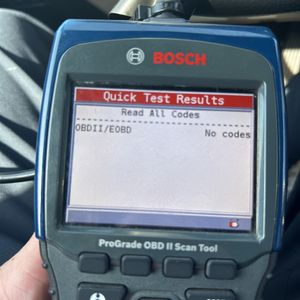 BOSCH
Quick Test Results
Read All Codes
OBDII/EOBD No codes
ProGrade OBD II Scan Tool